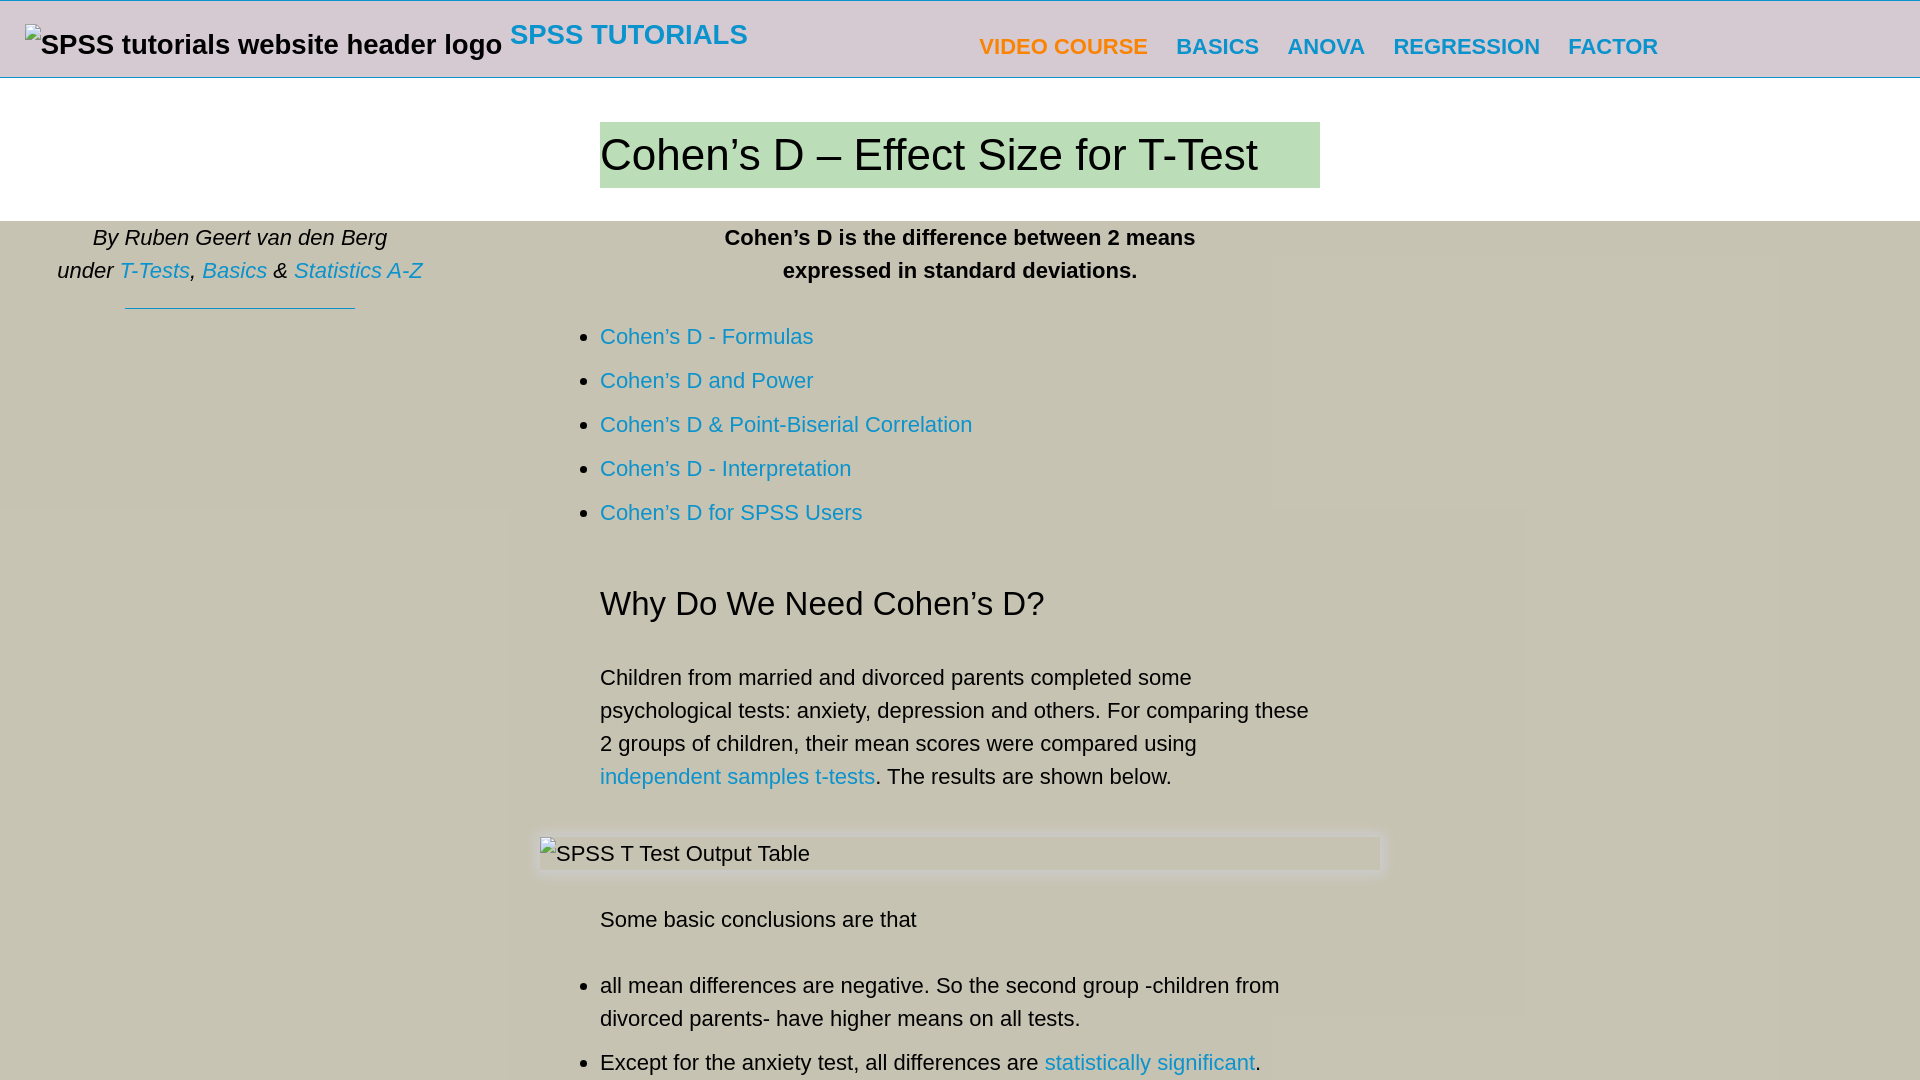 SPSS tutorials website header logo SPSS TUTORIALS VIDEO COURSE BASICS ANOVA REGRESSION FACTOR
Cohen’s D – Effect Size for T-Test
By Ruben Geert van den Berg
under T-Tests, Basics & Statistics A-Z
Cohen’s D is the difference between 2 means
expressed in standard deviations.
Cohen’s D - Formulas
Cohen’s D and Power
Cohen’s D & Point-Biserial Correlation
Cohen’s D - Interpretation
Cohen’s D for SPSS Users
Why Do We Need Cohen’s D?
Children from married and divorced parents completed some
psychological tests: anxiety, depression and others. For comparing these
2 groups of children, their mean scores were compared using
independent samples t-tests. The results are shown below.
SPSS T Test Output Table
Some basic conclusions are that
all mean differences are negative. So the second group -children from
divorced parents- have higher means on all tests.
Except for the anxiety test, all differences are statistically significant.